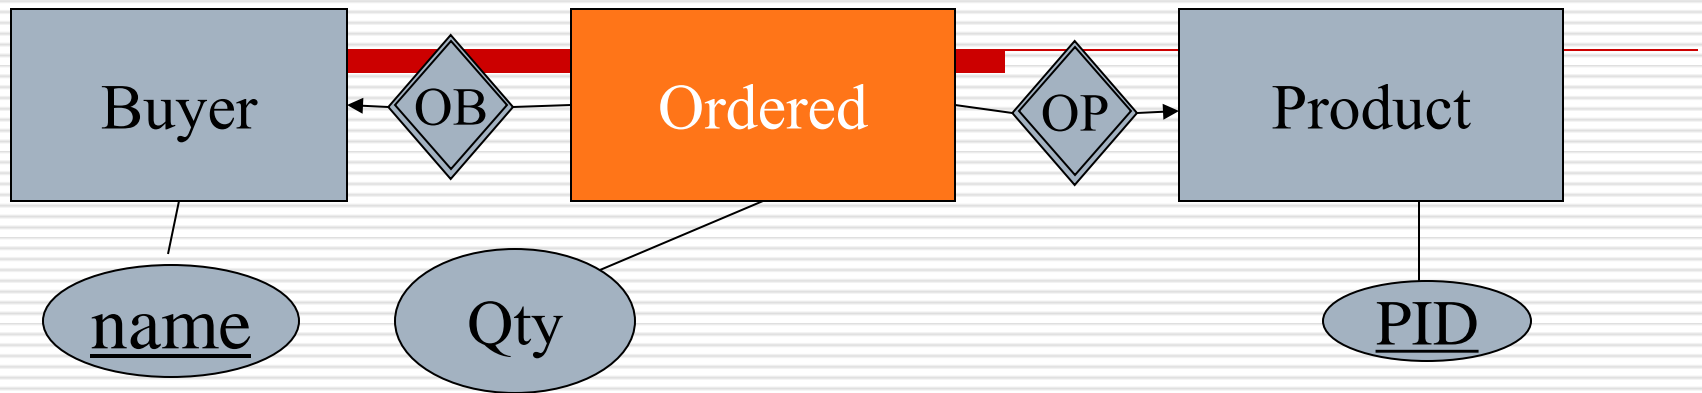 Buyer
OB
Ordered
OP
Product
name
Qty
PID